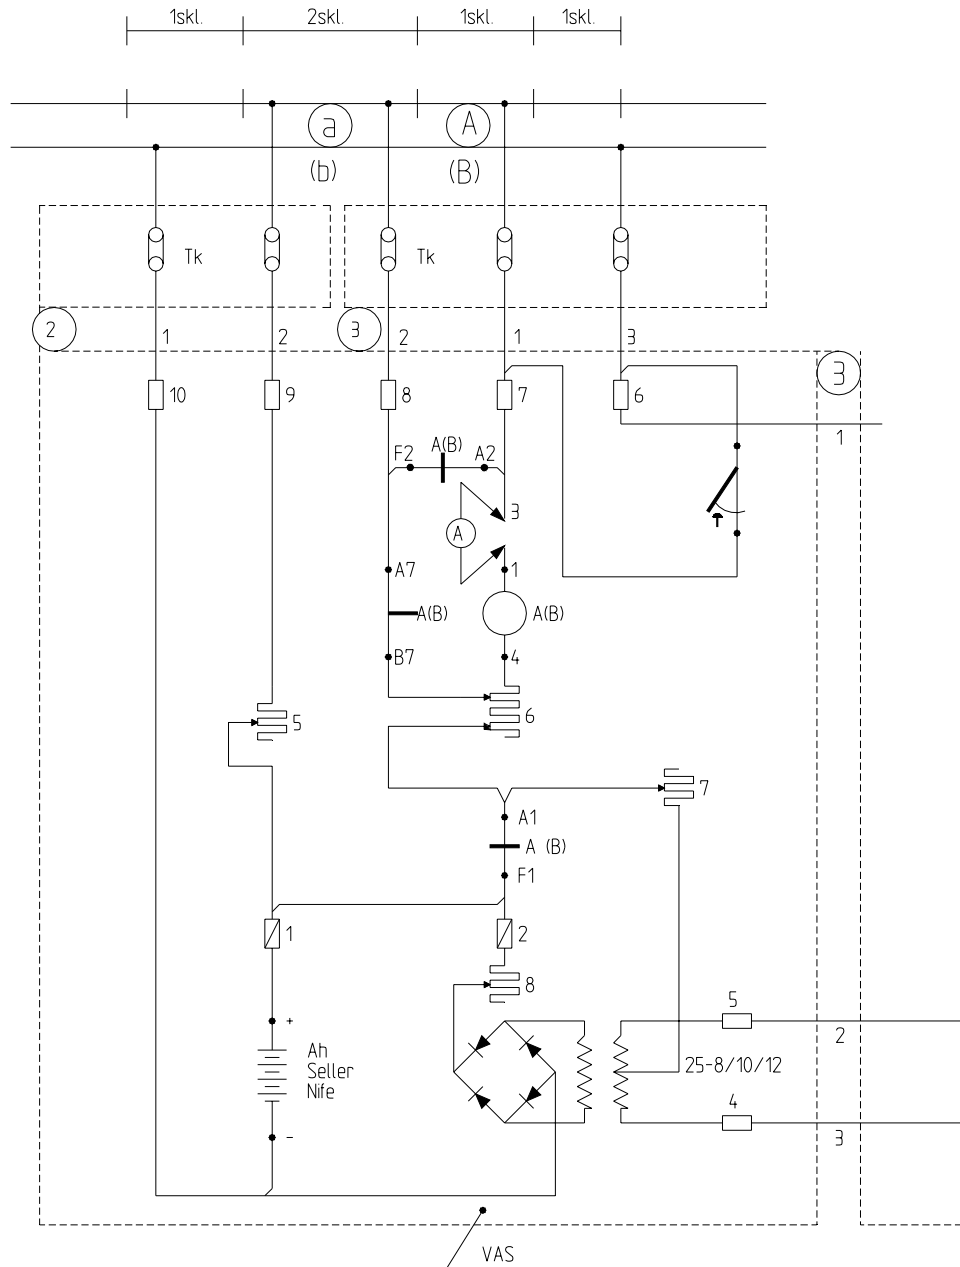 1skl. 2skl. 1skl. 1skl.
a A
(b) (B)
Tk Tk
2 3
1 2 2 1 3
3
10 9 8 7 6
1
A(B)
F2 A2
3
A
A7 1
A(B) A(B)
B7 4
5 6
7
A1
A (B)
F1
1 2
8
5
+
2
Ah
Seller
Nife
25-8/10/12
4
-
3
VAS